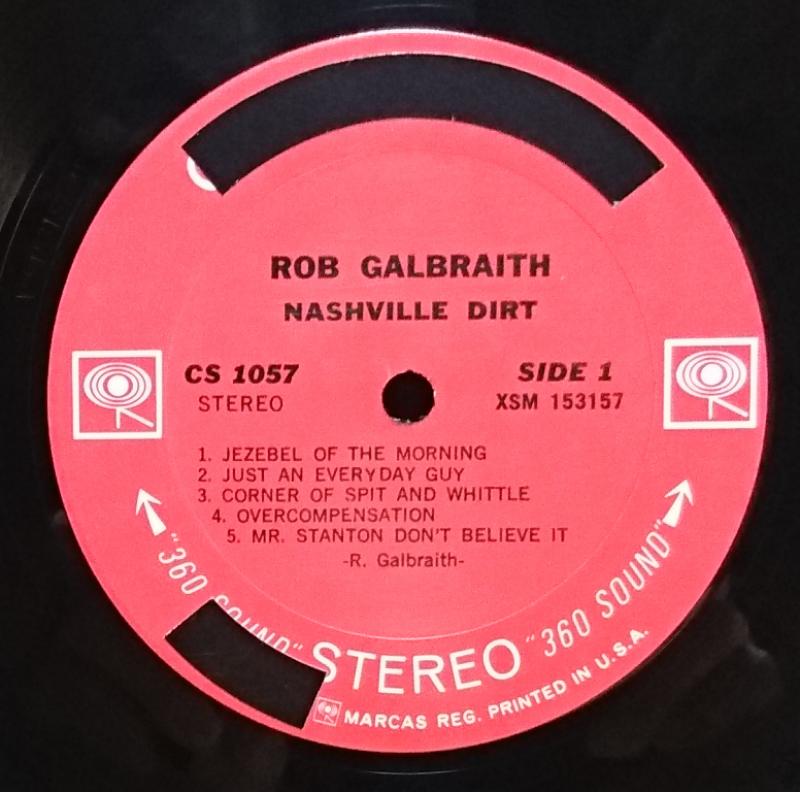 ROB GALBRAITH
NASHVILLE DIRT
CS 1057
STEREO
SIDE 1
XSM 153157
1. JEZEBEL OF THE MORNING
2. JUST AN EVERYDAY GUY
3. CORNER OF SPIT AND WHITTLE
4. OVERCOMPENSATION
5. MR. STANTON DON'T BELIEVE IT
-R. Galbraith-
"360 SOUND" STEREO "360 SOUND"
MARCAS REG. PRINTED IN U.S.A.